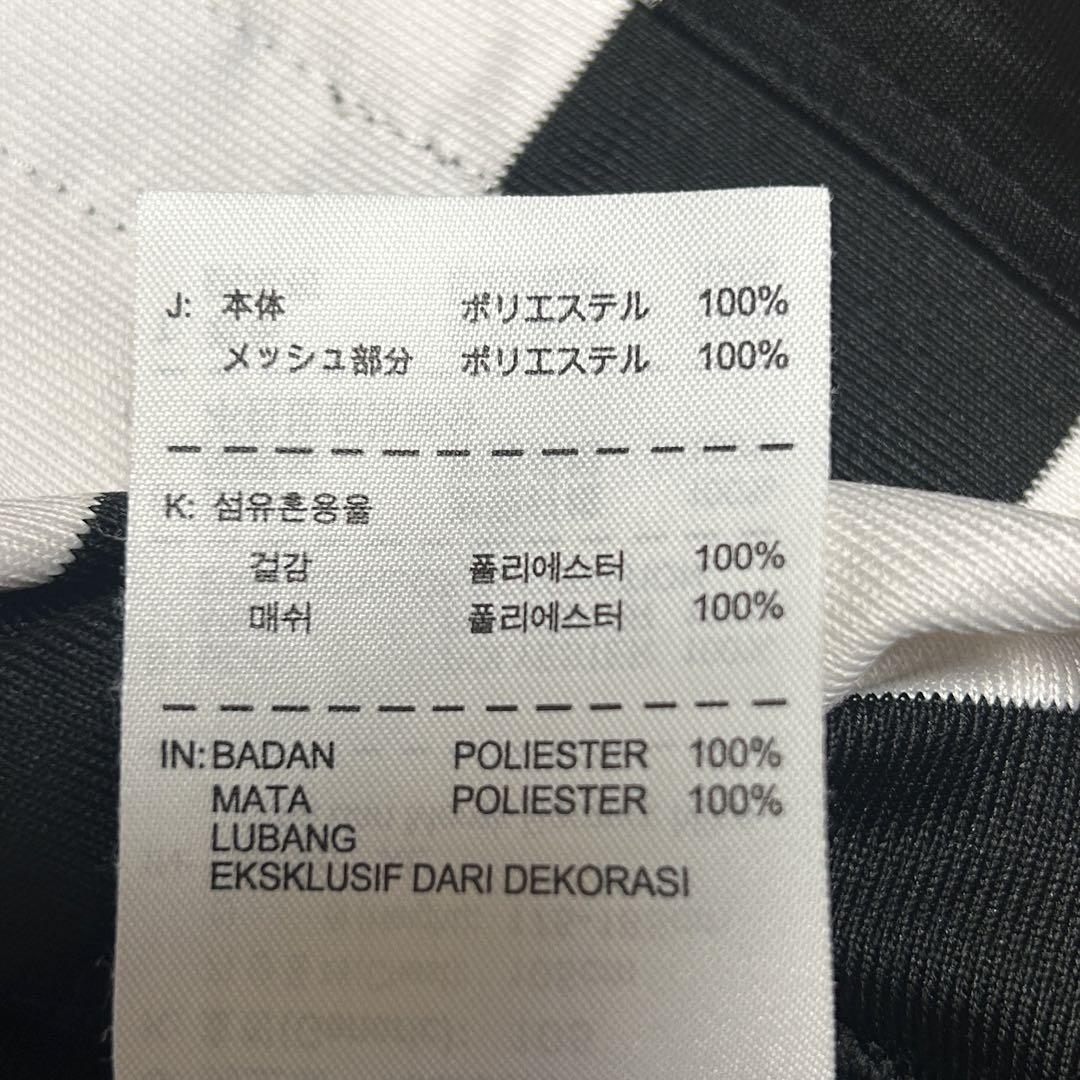 J: 本体 ポリエステル 100%
メッシュ部分 ポリエステル 100%
K: 섬유혼용율
겉감 폴리에스터 100%
매쉬 폴리에스터 100%
IN: BADAN POLIESTER 100%
MATA POLIESTER 100%
LUBANG
EKSKLUSIF DARI DEKORASI